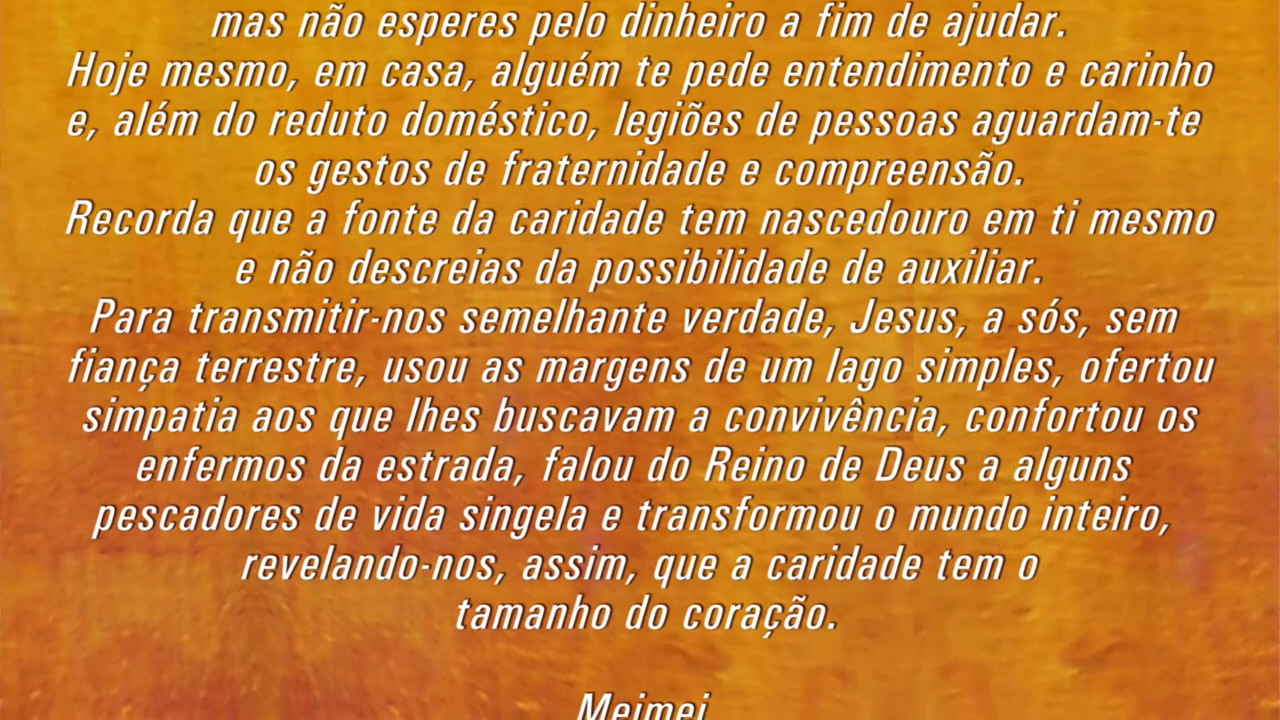 mas não esperes pelo dinheiro a fim de ajudar.
Hoje mesmo, em casa, alguém te pede entendimento e carinho
e, além do reduto doméstico, legiões de pessoas aguardam-te
os gestos de fraternidade e compreensão.
Recorda que a fonte da caridade tem nascedouro em ti mesmo
e não descreias da possibilidade de auxiliar.
Para transmitir-nos semelhante verdade, Jesus, a sós, sem
fiança terrestre, usou as margens de um lago simples, ofertou
simpatia aos que lhes buscavam a convivência, confortou os
enfermos da estrada, falou do Reino de Deus a alguns
pescadores de vida singela e transformou o mundo inteiro,
revelando-nos, assim, que a caridade tem o
tamanho do coração.
Meimei